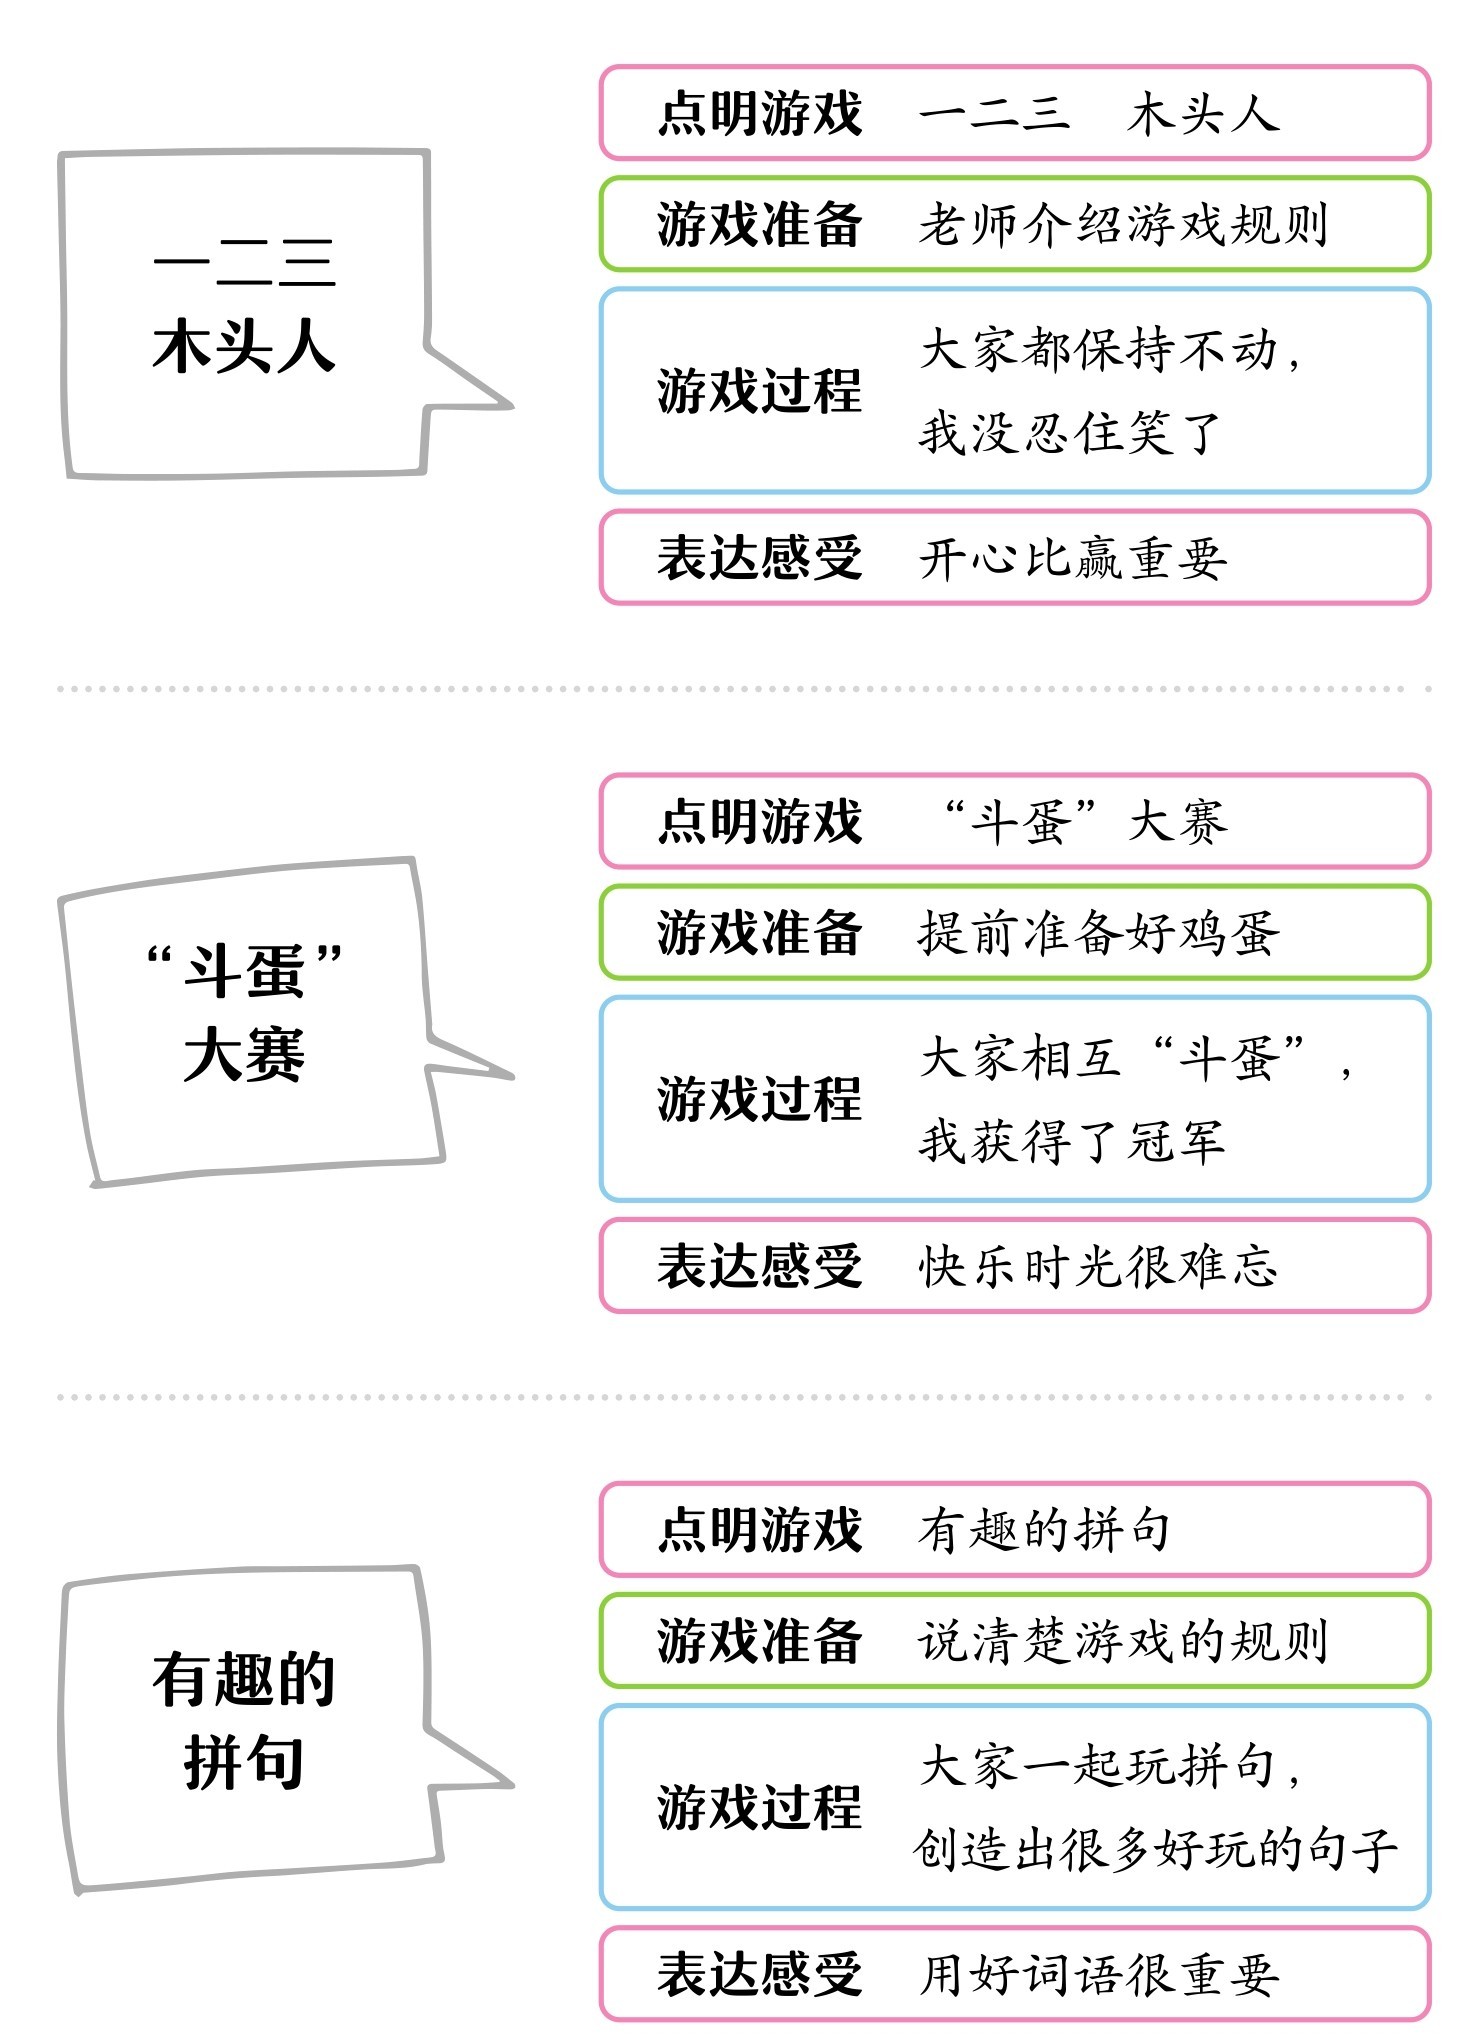 一二三
木头人
点明游戏 一二三 木头人
游戏准备 老师介绍游戏规则
游戏过程 大家都保持不动，
我没忍住笑了
表达感受 开心比赢重要
“斗蛋”
大赛
点明游戏 “斗蛋”大赛
游戏准备 提前准备好鸡蛋
游戏过程 大家相互“斗蛋”，
我获得了冠军
表达感受 快乐时光很难忘
有趣的
拼句
点明游戏 有趣的拼句
游戏准备 说清楚游戏的规则
游戏过程 大家一起玩拼句，
创造出很多好玩的句子
表达感受 用好词语很重要